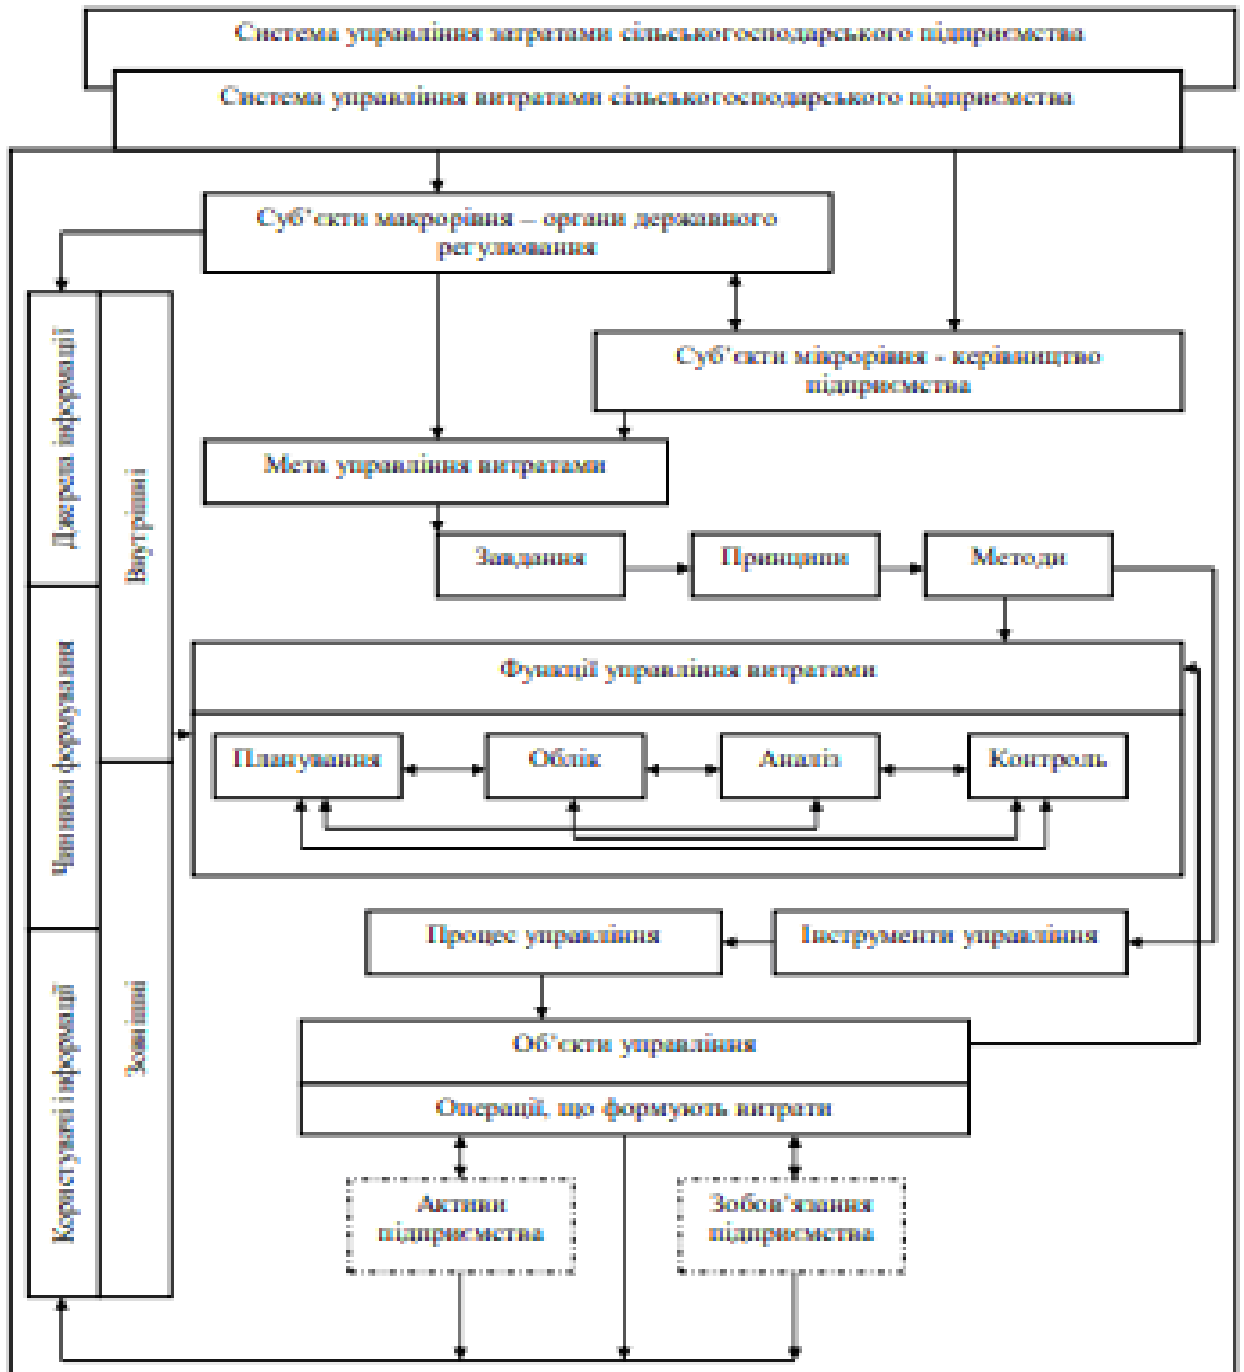 Система управління затратами сільськогосподарського підприємства
Система управління витратами сільськогосподарського підприємства
Суб'єкти макрорівня – органи державного
регулювання
Суб'єкти мікрорівня - керівництво
підприємства
Джерела інформації
Внутрішні
Мета управління витратами
Завдання
Принципи
Методи
Чинники формування
Функції управління витратами
Планування
Облік
Аналіз
Контроль
Користувачі інформації
Зовнішні
Процес управління
Інструменти управління
Об'єкти управління
Операції, що формують витрати
Активи
підприємства
Зобов'язання
підприємства